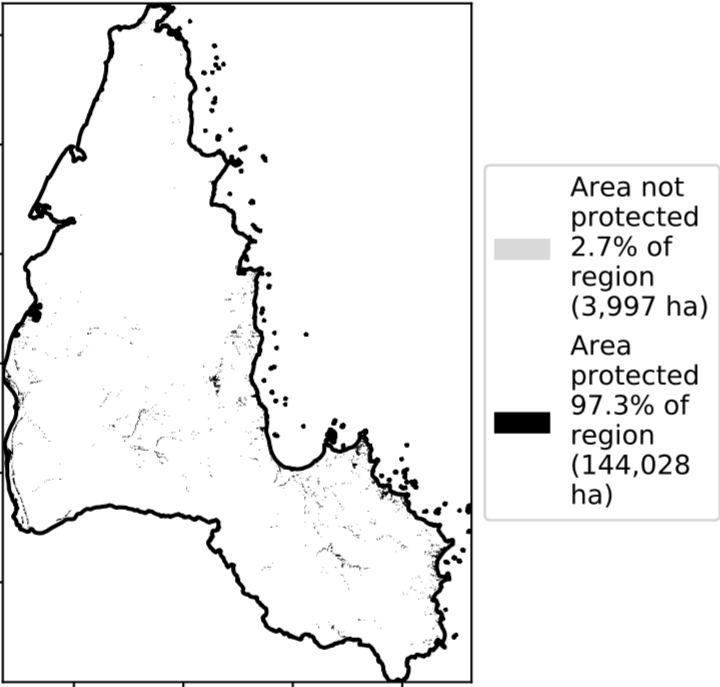 Area not
protected
2.7% of
region
(3,997 ha)
Area
protected
97.3% of
region
(144,028
ha)